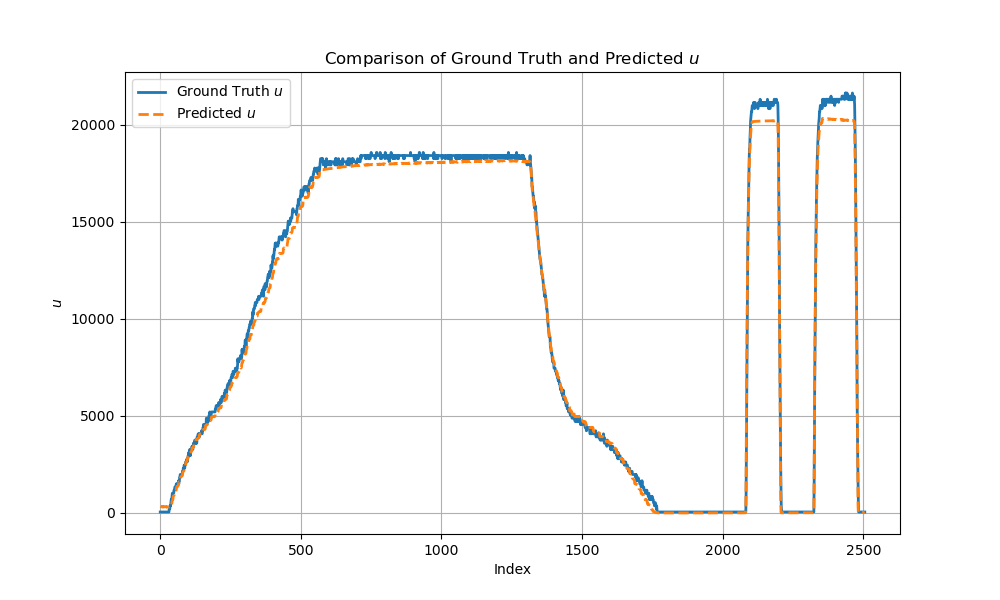 Comparison of Ground Truth and Predicted u
Ground Truth u
Predicted u
20000
15000
10000
5000
0
u
0 500 1000 1500 2000 2500
Index